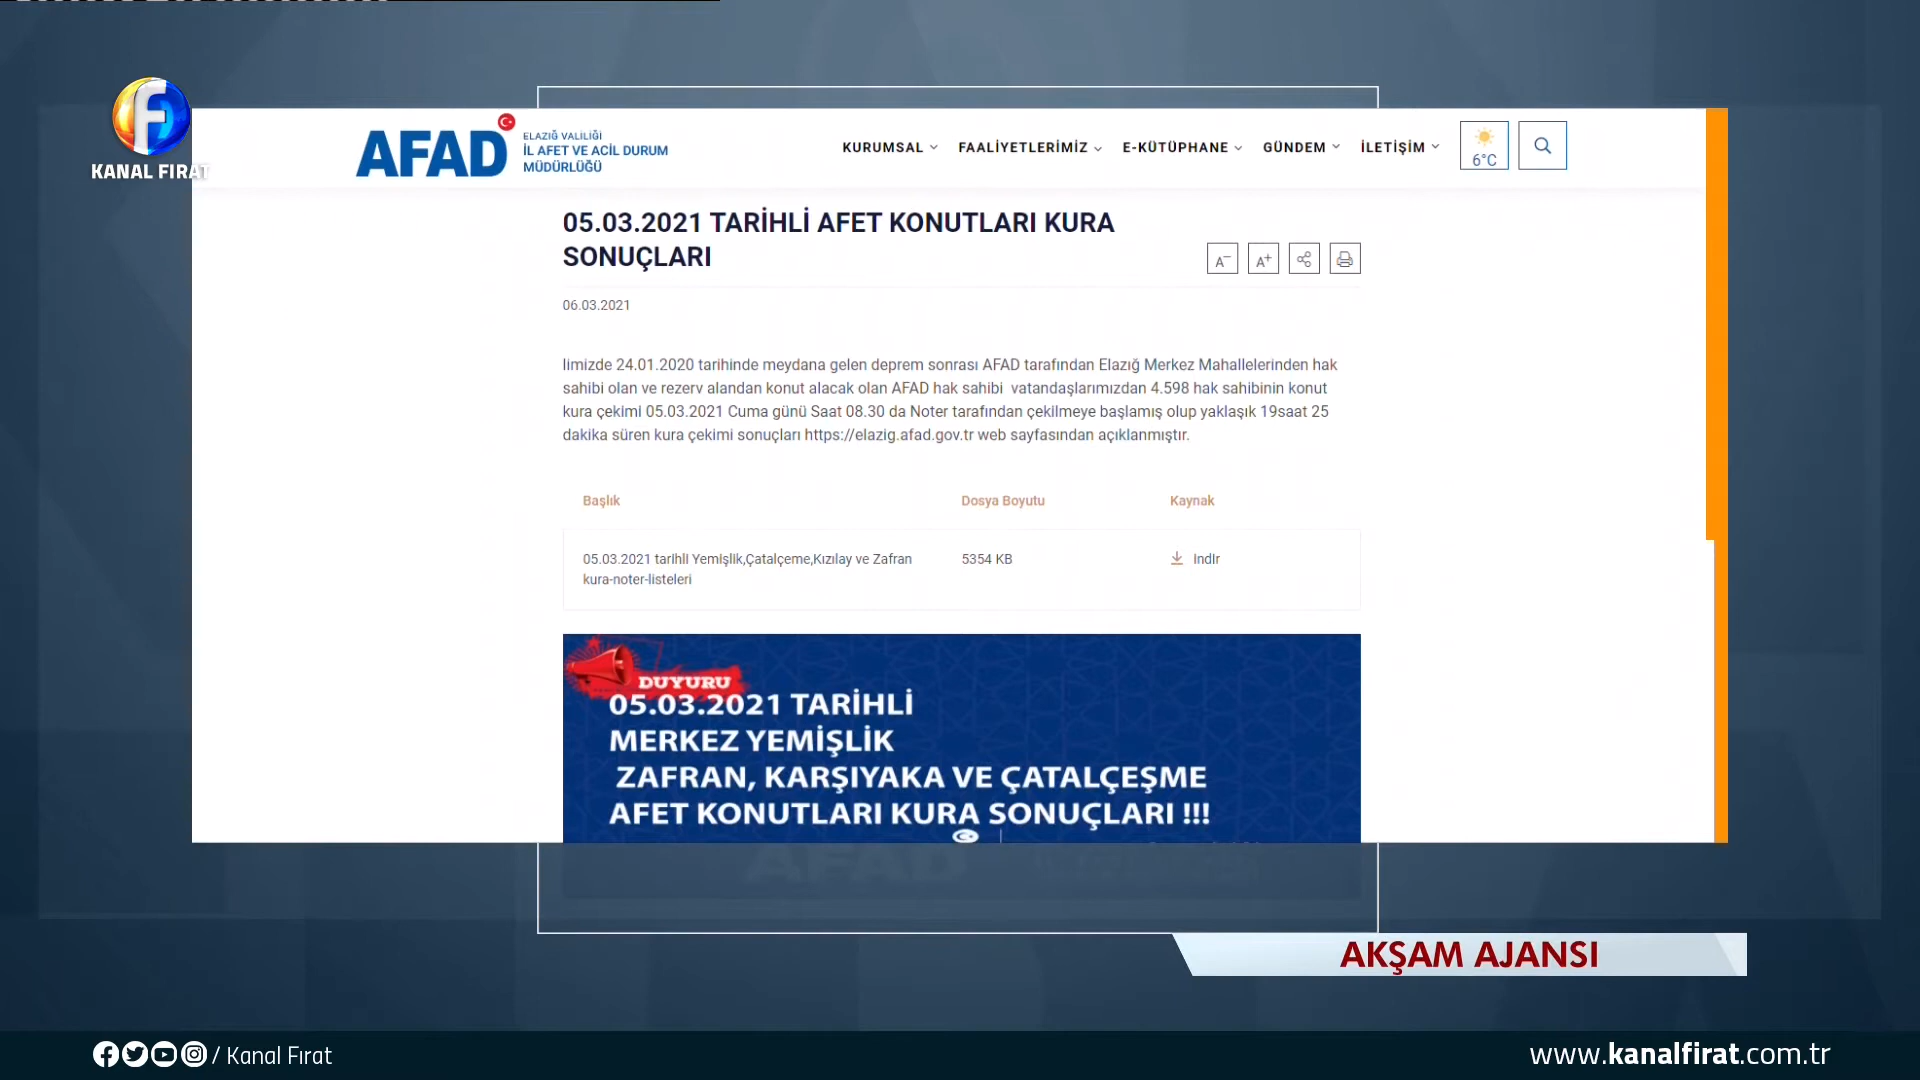 KANAL FIRAT
AFAD
ELAZIĞ VALİLİĞİ
İL AFET VE ACİL DURUM
MÜDÜRLÜĞÜ
KURUMSAL
FAALİYETLERİMİZ
E-KÜTÜPHANE
GÜNDEM
İLETİŞİM
6°C
05.03.2021 TARİHLİ AFET KONUTLARI KURA
SONUÇLARI
A−
A+
06.03.2021
limizde 24.01.2020 tarihinde meydana gelen deprem sonrası AFAD tarafından Elazığ Merkez Mahallelerinden hak
sahibi olan ve rezerv alandan konut alacak olan AFAD hak sahibi vatandaşlarımızdan 4.598 hak sahibinin konut
kura çekimi 05.03.2021 Cuma günü Saat 08.30 da Noter tarafından çekilmeye başlamış olup yaklaşık 19saat 25
dakika süren kura çekimi sonuçları https://elazig.afad.gov.tr web sayfasından açıklanmıştır.
Başlık
Dosya Boyutu
Kaynak
05.03.2021 tarihli Yemişlik,Çatalçeme,Kızılay ve Zafran
kura-noter-listeleri
5354 KB
indir
DUYURU
05.03.2021 TARİHLİ
MERKEZ YEMİŞLİK
ZAFRAN, KARŞIYAKA VE ÇATALÇEŞME
AFET KONUTLARI KURA SONUÇLARI !!!
AFAD
AKŞAM AJANSI
/ Kanal Fırat
www.kanalfirat.com.tr